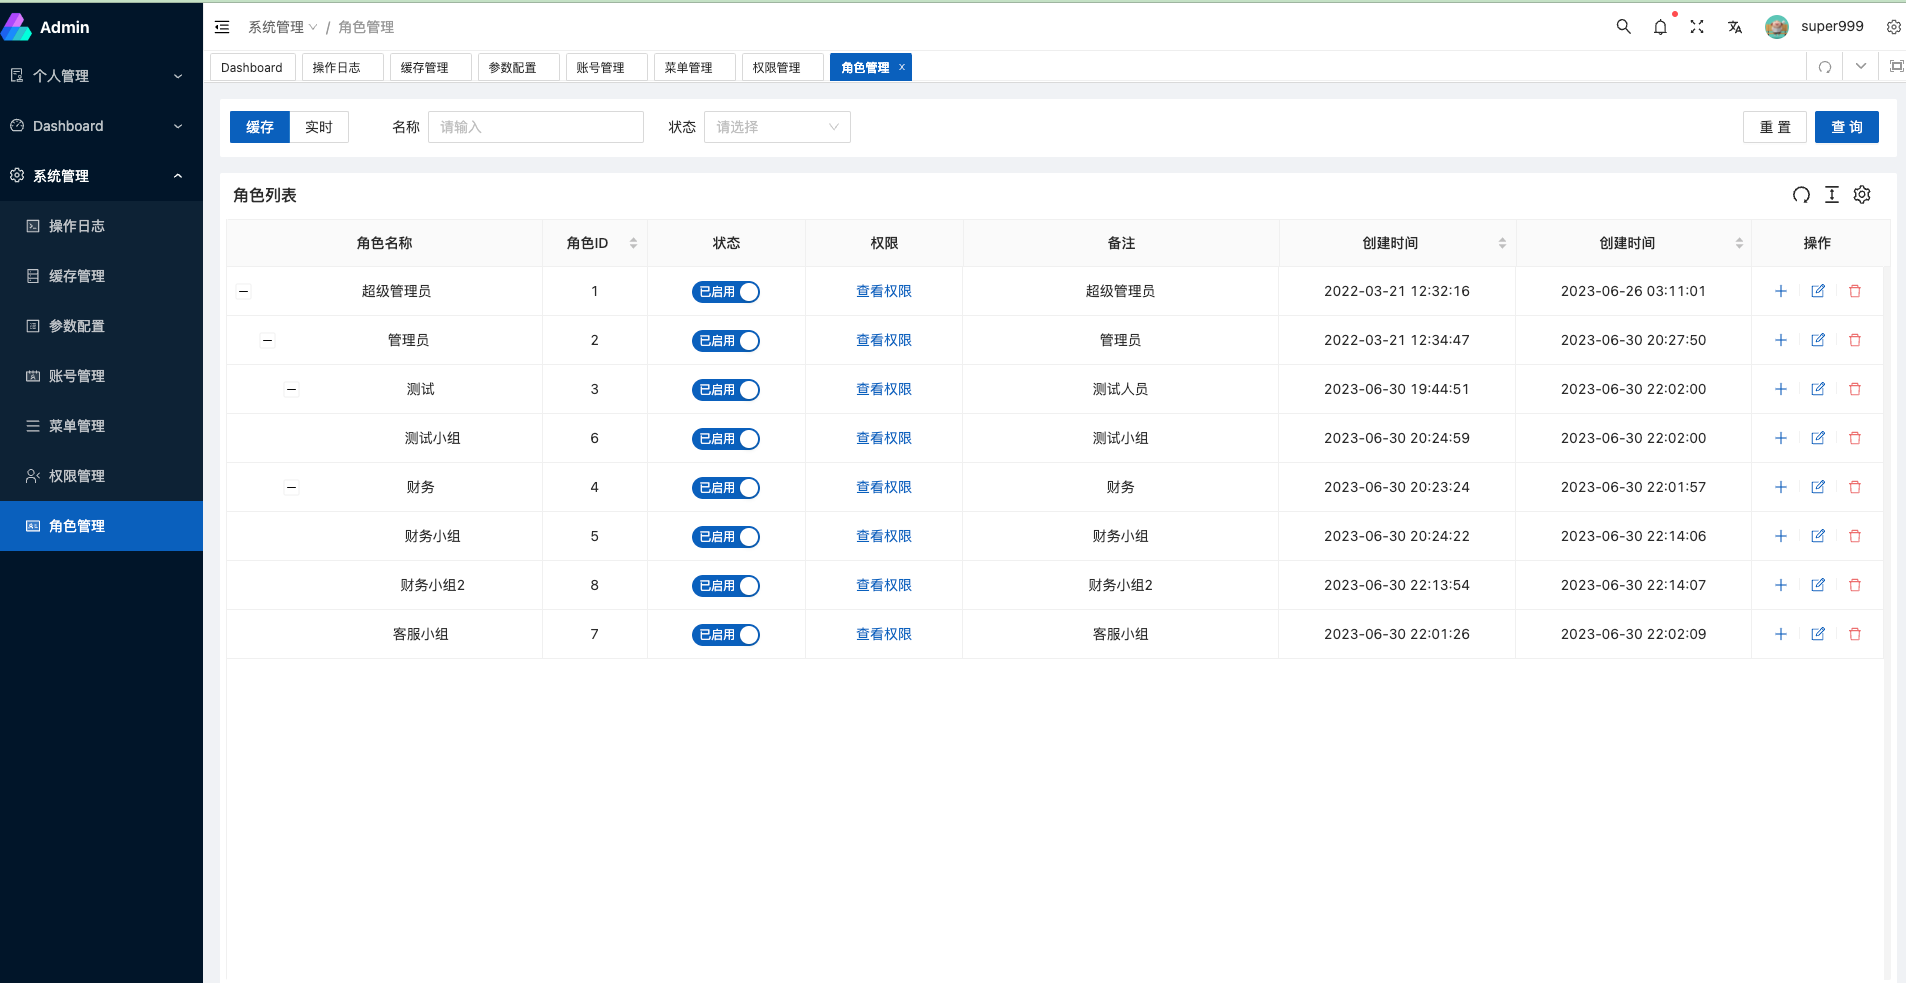 Admin
系统管理 / 角色管理
super999
Dashboard 操作日志 缓存管理 参数配置 账号管理 菜单管理 权限管理 角色管理 x
个人管理
Dashboard
系统管理
操作日志
缓存管理
参数配置
账号管理
菜单管理
权限管理
角色管理
缓存 实时 名称 请输入 状态 请选择 重 置 查 询
角色列表
角色名称 角色ID 状态 权限 备注 创建时间 创建时间 操作
超级管理员 1 已启用 查看权限 超级管理员 2022-03-21 12:32:16 2023-06-26 03:11:01
管理员 2 已启用 查看权限 管理员 2022-03-21 12:34:47 2023-06-30 20:27:50
测试 3 已启用 查看权限 测试人员 2023-06-30 19:44:51 2023-06-30 22:02:00
测试小组 6 已启用 查看权限 测试小组 2023-06-30 20:24:59 2023-06-30 22:02:00
财务 4 已启用 查看权限 财务 2023-06-30 20:23:24 2023-06-30 22:01:57
财务小组 5 已启用 查看权限 财务小组 2023-06-30 20:24:22 2023-06-30 22:14:06
财务小组2 8 已启用 查看权限 财务小组2 2023-06-30 22:13:54 2023-06-30 22:14:07
客服小组 7 已启用 查看权限 客服小组 2023-06-30 22:01:26 2023-06-30 22:02:09